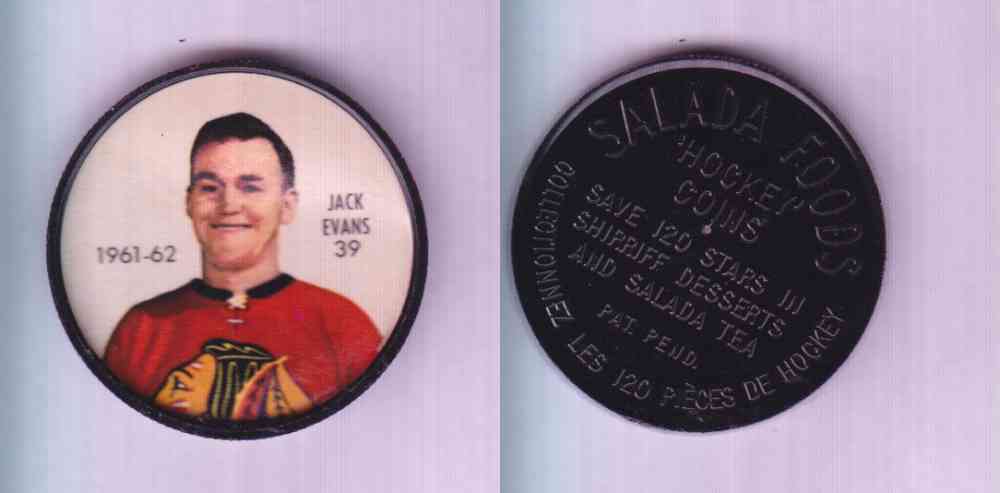 1961-62
JACK
EVANS
39
SALADA FOODS
"HOCKEY
COINS
SAVE 120 STARS IN
SHIRRIFF DESSERTS
AND SALADA TEA
PAT. PEND.
COLLECTIONNEZ LES 120 PIÈCES DE HOCKEY